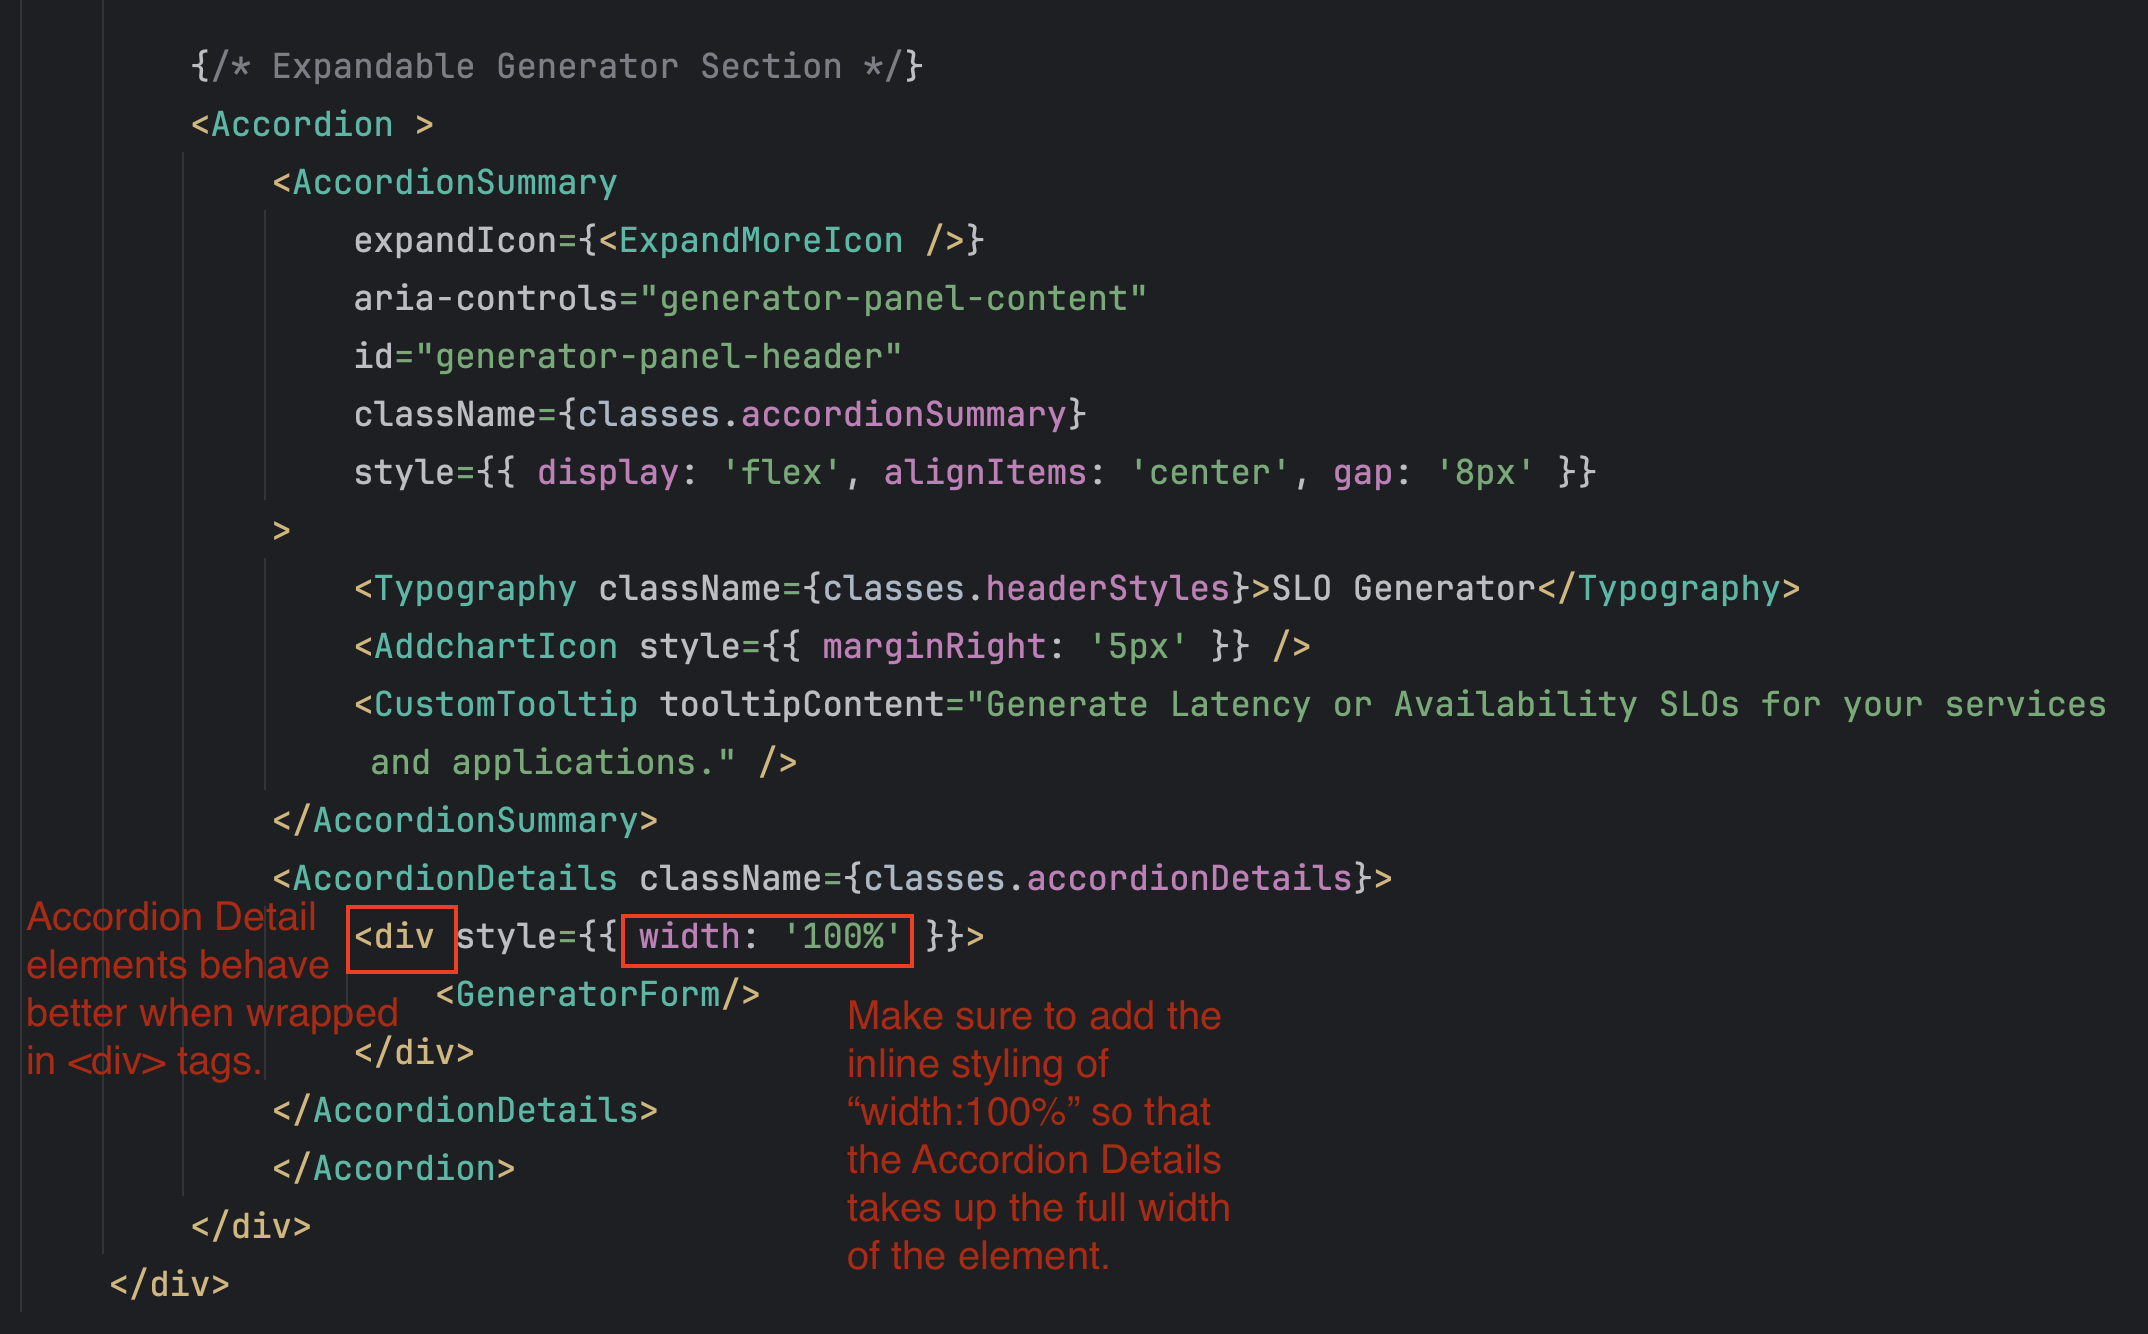 {/* Expandable Generator Section */}
<Accordion >
<AccordionSummary
expandIcon={<ExpandMoreIcon />}
aria-controls="generator-panel-content"
id="generator-panel-header"
className={classes.accordionSummary}
style={{ display: 'flex', alignItems: 'center', gap: '8px' }}
>
<Typography className={classes.headerStyles}>SLO Generator</Typography>
<AddchartIcon style={{ marginRight: '5px' }} />
<CustomTooltip tooltipContent="Generate Latency or Availability SLOs for your services
and applications." />
</AccordionSummary>
<AccordionDetails className={classes.accordionDetails}>
<div style={{ width: '100%' }}>
<GeneratorForm/>
</div>
</AccordionDetails>
</Accordion>
</div>
</div>
Accordion Detail
elements behave
better when wrapped
in <div> tags.
Make sure to add the
inline styling of
“width:100%” so that
the Accordion Details
takes up the full width
of the element.